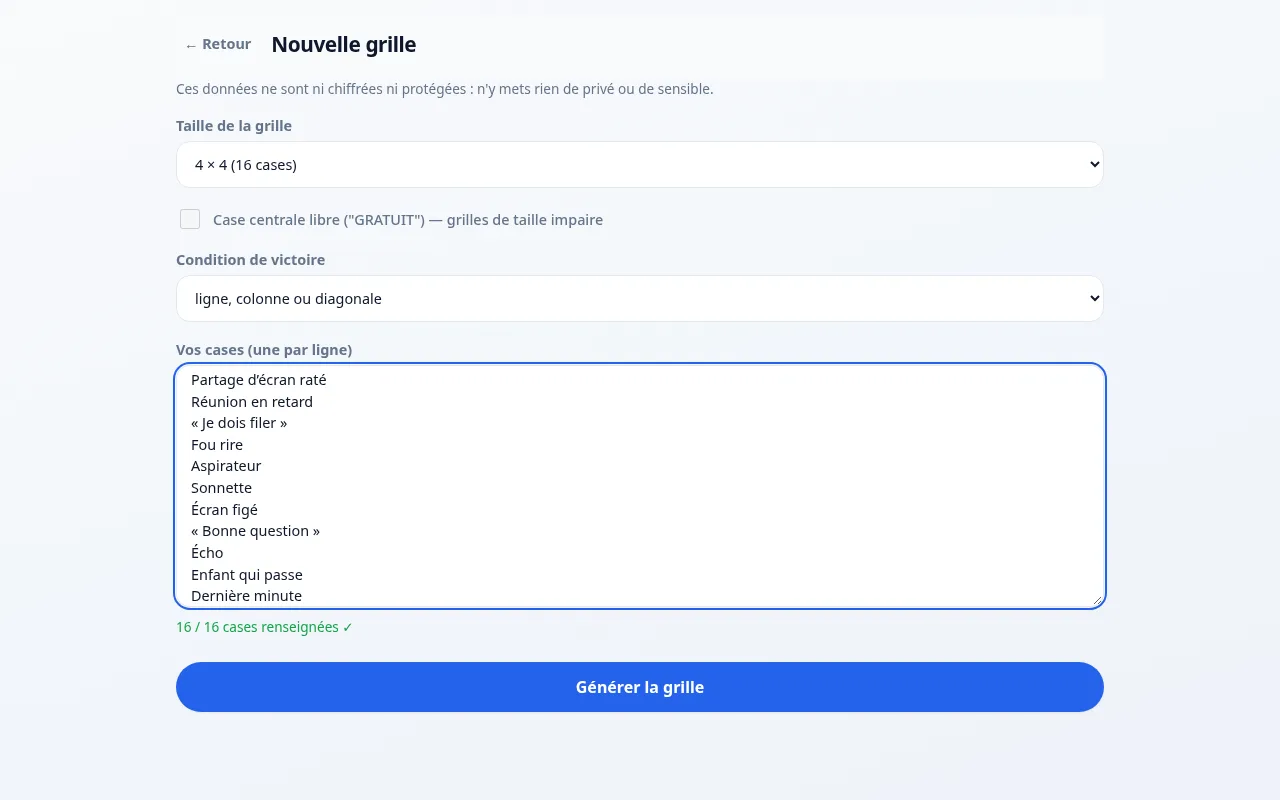 ← Retour
Nouvelle grille
Ces données ne sont ni chiffrées ni protégées : n'y mets rien de privé ou de sensible.
Taille de la grille
4 × 4 (16 cases)
Case centrale libre ("GRATUIT") — grilles de taille impaire
Condition de victoire
ligne, colonne ou diagonale
Vos cases (une par ligne)
Partage d'écran raté
Réunion en retard
« Je dois filer »
Fou rire
Aspirateur
Sonnette
Écran figé
« Bonne question »
Écho
Enfant qui passe
Dernière minute
16 / 16 cases renseignées ✓
Générer la grille